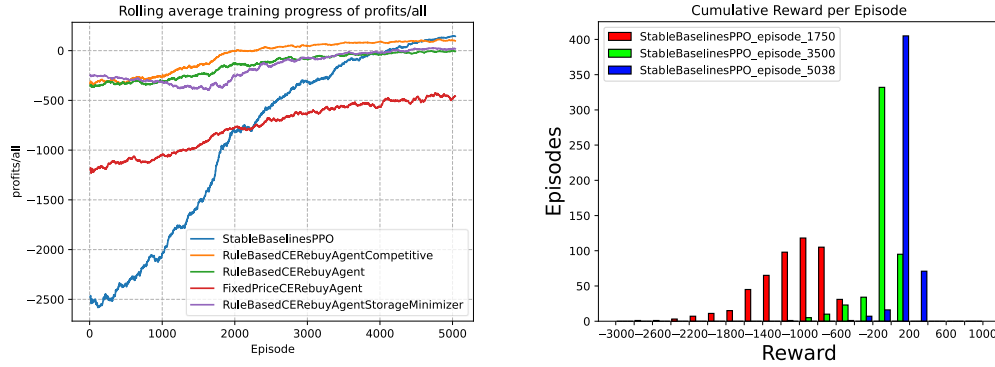 Rolling average training progress of profits/all
0
−500
−1000
−1500
−2000
−2500
profits/all
0
1000
2000
3000
4000
5000
Episode
StableBaselinesPPO
RuleBasedCERebuyAgentCompetitive
RuleBasedCERebuyAgent
FixedPriceCERebuyAgent
RuleBasedCERebuyAgentStorageMinimizer
Cumulative Reward per Episode
400
350
300
250
200
150
100
50
0
Episodes
StableBaselinesPPO_episode_1750
StableBaselinesPPO_episode_3500
StableBaselinesPPO_episode_5038
−3000
−2600
−2200
−1800
−1400
−1000
−600
−200
200
600
1000
Reward